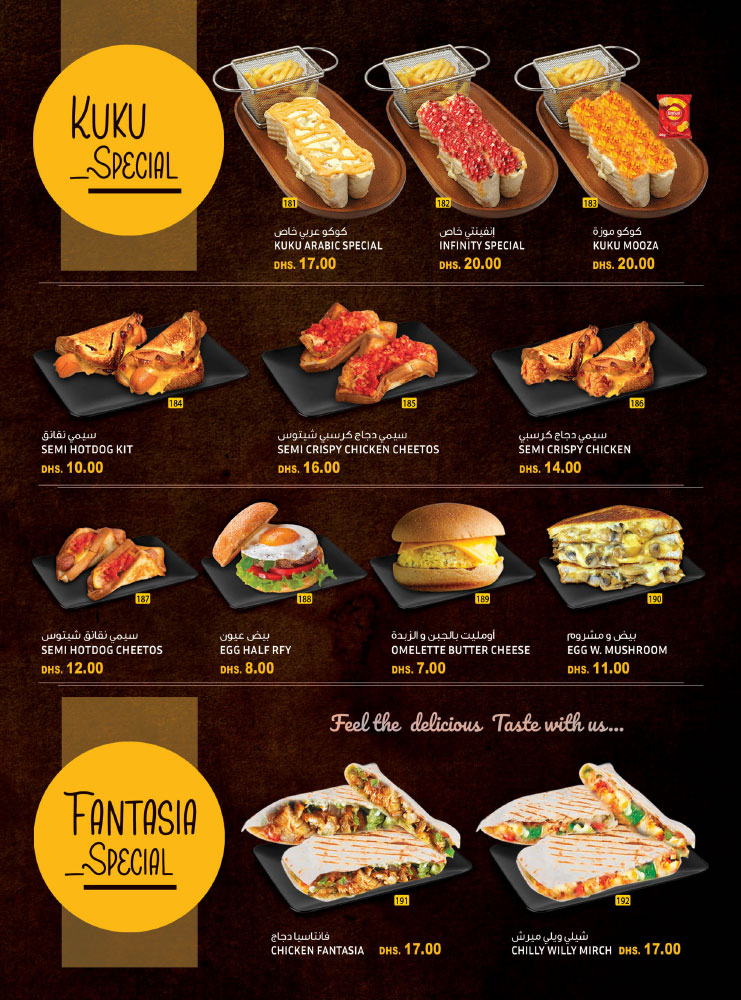 KUKU
SPECIAL
181
182
183
كوكو عربي خاص
KUKU ARABIC SPECIAL
DHS. 17.00
إنفينتي خاص
INFINITY SPECIAL
DHS. 20.00
كوكو موزة
KUKU MOOZA
DHS. 20.00
184
185
186
سيمي نقانق
SEMI HOTDOG KIT
DHS. 10.00
سيمي دجاج كرسبي شيتوس
SEMI CRISPY CHICKEN CHEETOS
DHS. 16.00
سيمي دجاج كرسبي
SEMI CRISPY CHICKEN
DHS. 14.00
187
188
189
190
سيمي نقانق شيتوس
SEMI HOTDOG CHEETOS
DHS. 12.00
بيض عيون
EGG HALF RFY
DHS. 8.00
أومليت بالجبن و الزبدة
OMELETTE BUTTER CHEESE
DHS. 7.00
بيض و مشروم
EGG W. MUSHROOM
DHS. 11.00
Feel the delicious Taste with us...
FANTASIA
SPECIAL
191
192
فانتاسيا دجاج
CHICKEN FANTASIA DHS. 17.00
شيلي ويلي ميرش
CHILLY WILLY MIRCH DHS. 17.00